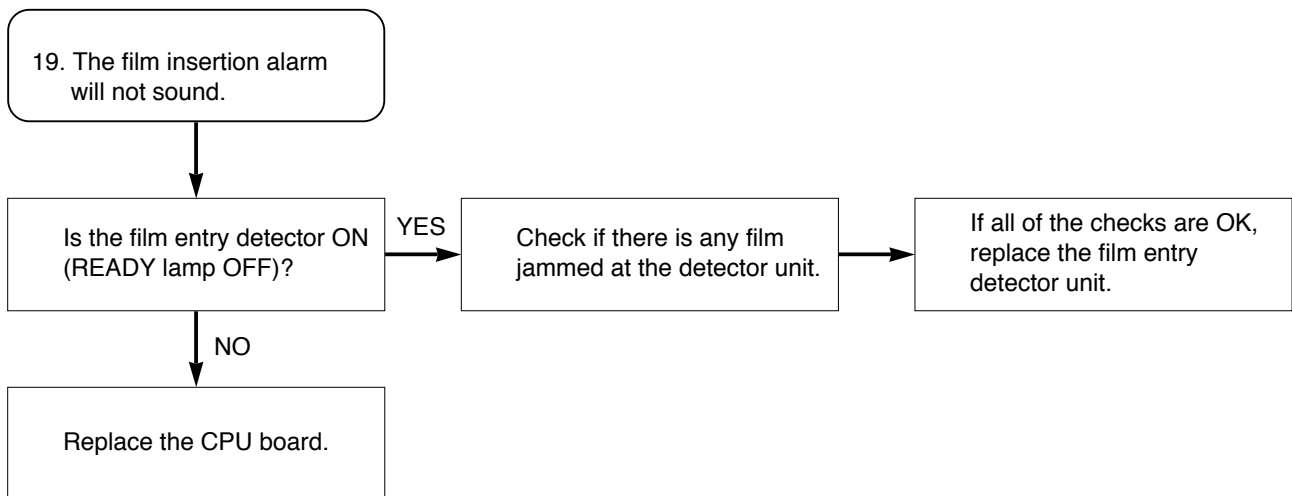 19. The film insertion alarm
will not sound.
Is the film entry detector ON
(READY lamp OFF)?
YES
Check if there is any film
jammed at the detector unit.
If all of the checks are OK,
replace the film entry
detector unit.
NO
Replace the CPU board.